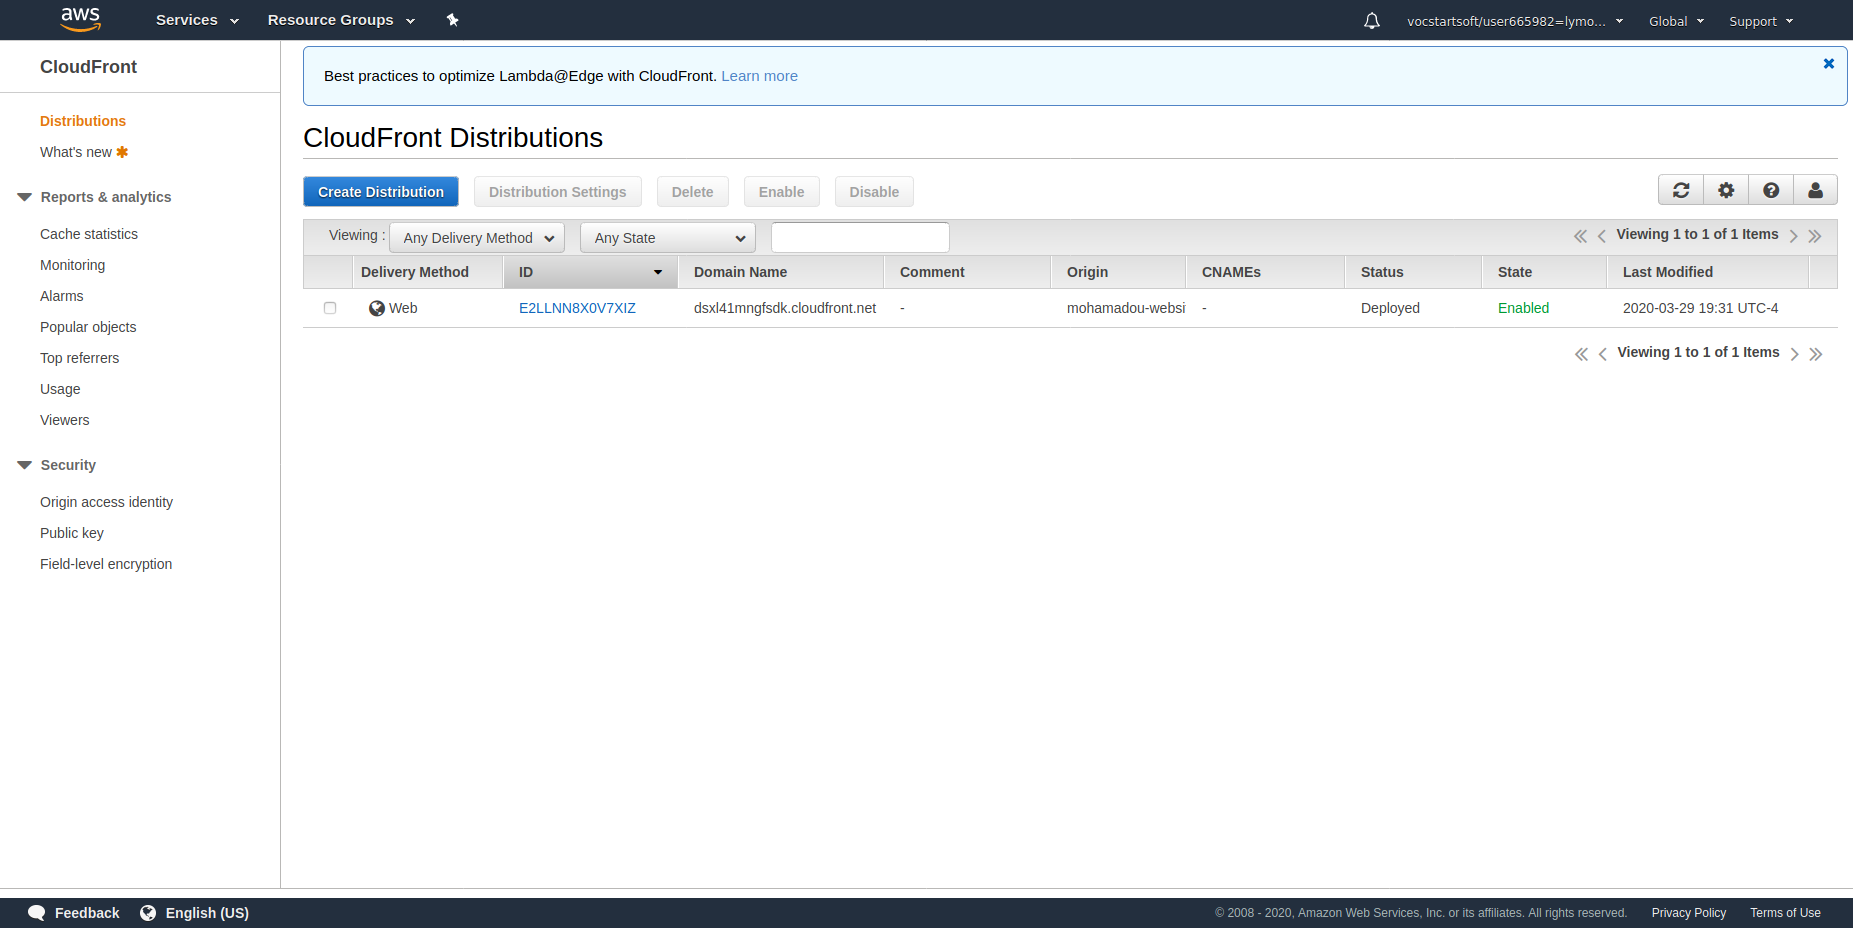 aws Services Resource Groups vocstartsoft/user665982=lymo... Global Support
CloudFront
Distributions
What's new
Reports & analytics
Cache statistics
Monitoring
Alarms
Popular objects
Top referrers
Usage
Viewers
Security
Origin access identity
Public key
Field-level encryption
Best practices to optimize Lambda@Edge with CloudFront. Learn more
CloudFront Distributions
Create Distribution Distribution Settings Delete Enable Disable
Viewing : Any Delivery Method Any State Viewing 1 to 1 of 1 Items
Delivery Method ID Domain Name Comment Origin CNAMEs Status State Last Modified
Web E2LLNN8X0V7XIZ dsxl41mngfsdk.cloudfront.net - mohamadou-websi - Deployed Enabled 2020-03-29 19:31 UTC-4
Viewing 1 to 1 of 1 Items
Feedback English (US) © 2008 - 2020, Amazon Web Services, Inc. or its affiliates. All rights reserved. Privacy Policy Terms of Use